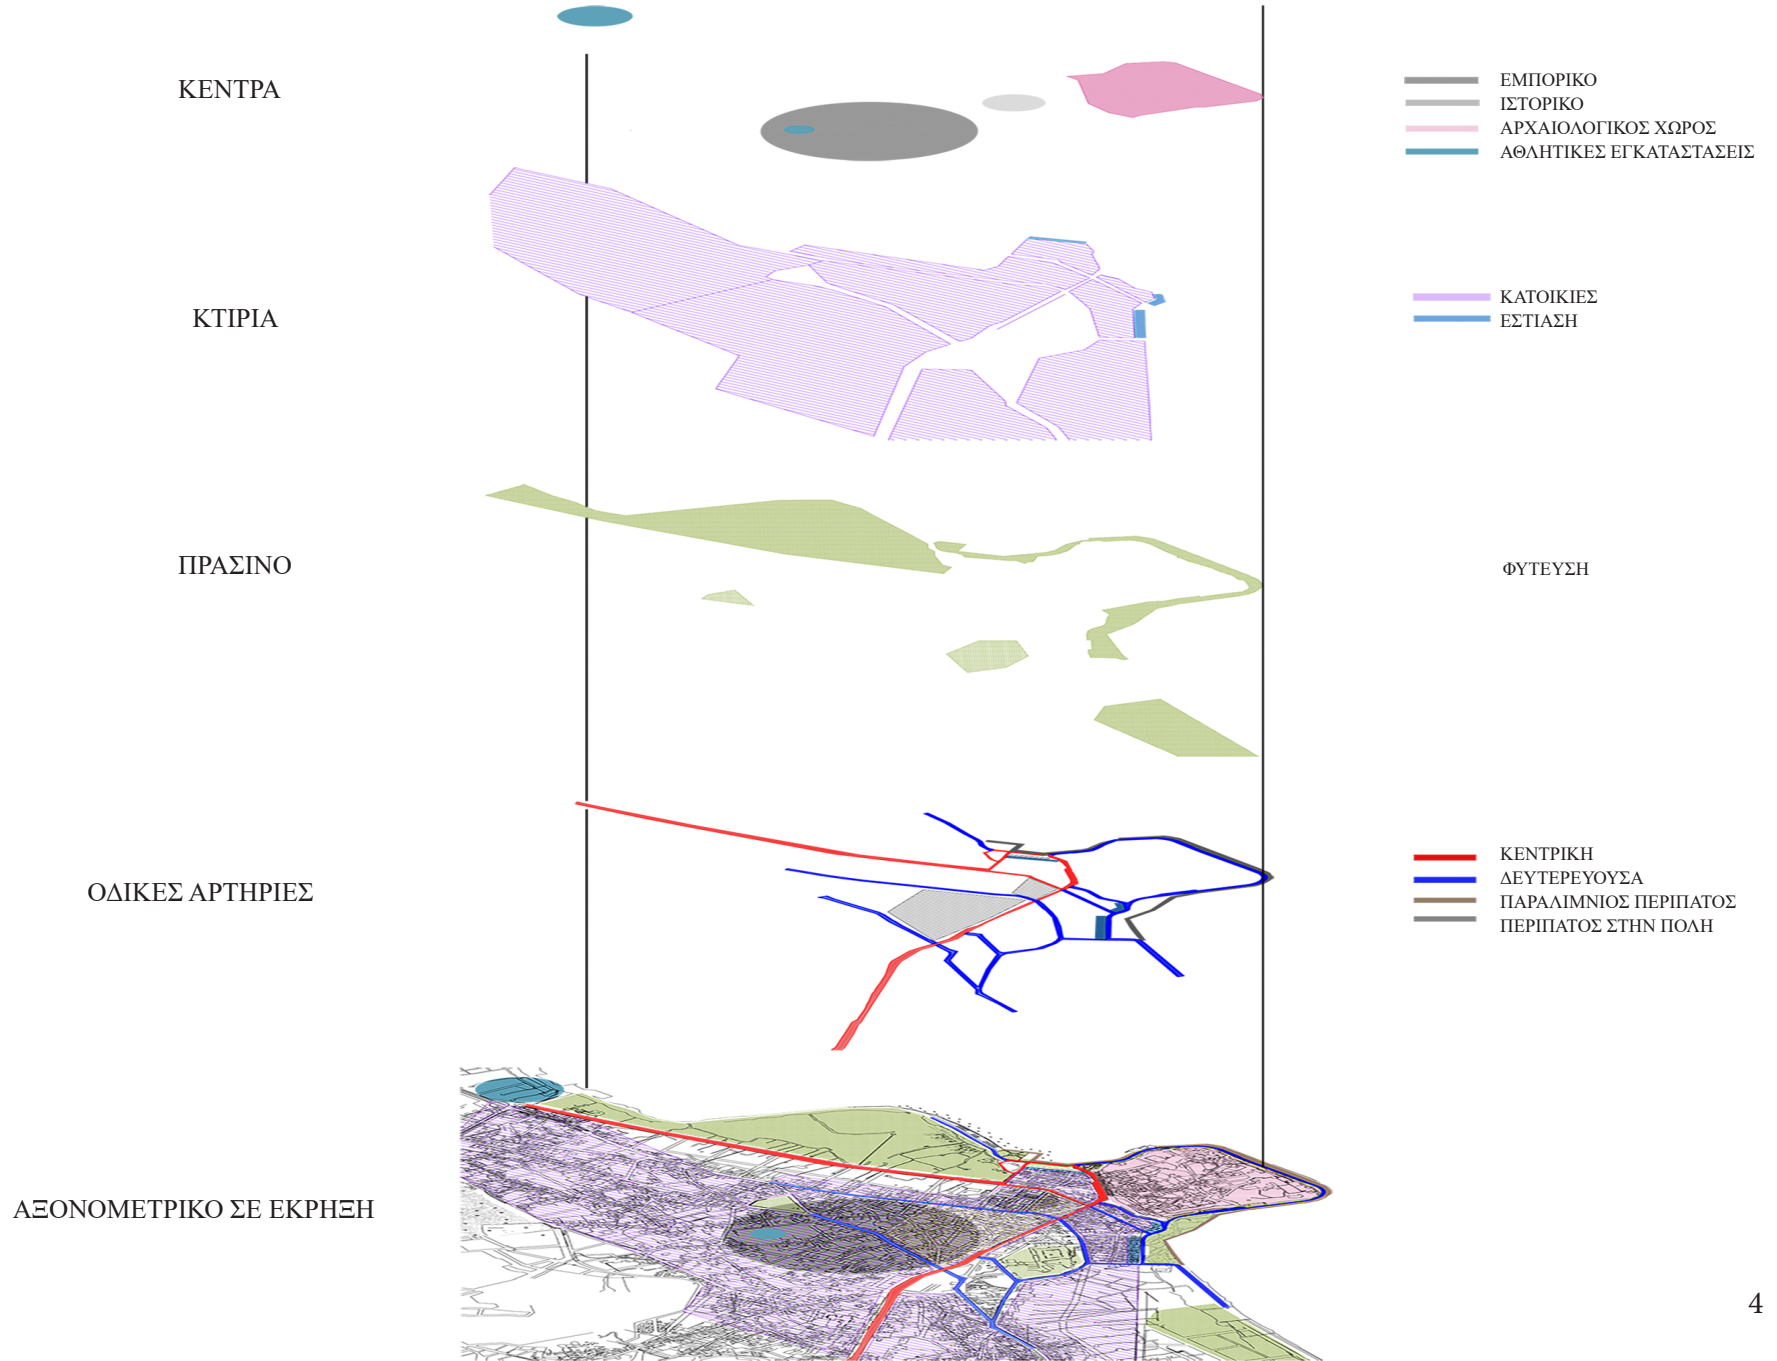 ΚΕΝΤΡΑ
ΕΜΠΟΡΙΚΟ
ΙΣΤΟΡΙΚΟ
ΑΡΧΑΙΟΛΟΓΙΚΟΣ ΧΩΡΟΣ
ΑΘΛΗΤΙΚΕΣ ΕΓΚΑΤΑΣΤΑΣΕΙΣ
ΚΤΙΡΙΑ
ΚΑΤΟΙΚΙΕΣ
ΕΣΤΙΑΣΗ
ΠΡΑΣΙΝΟ
ΦΥΤΕΥΣΗ
ΟΔΙΚΕΣ ΑΡΤΗΡΙΕΣ
ΚΕΝΤΡΙΚΗ
ΔΕΥΤΕΡΕΥΟΥΣΑ
ΠΑΡΑΛΙΜΝΙΟΣ ΠΕΡΙΠΑΤΟΣ
ΠΕΡΙΠΑΤΟΣ ΣΤΗΝ ΠΟΛΗ
ΑΞΟΝΟΜΕΤΡΙΚΟ ΣΕ ΕΚΡΗΞΗ
4